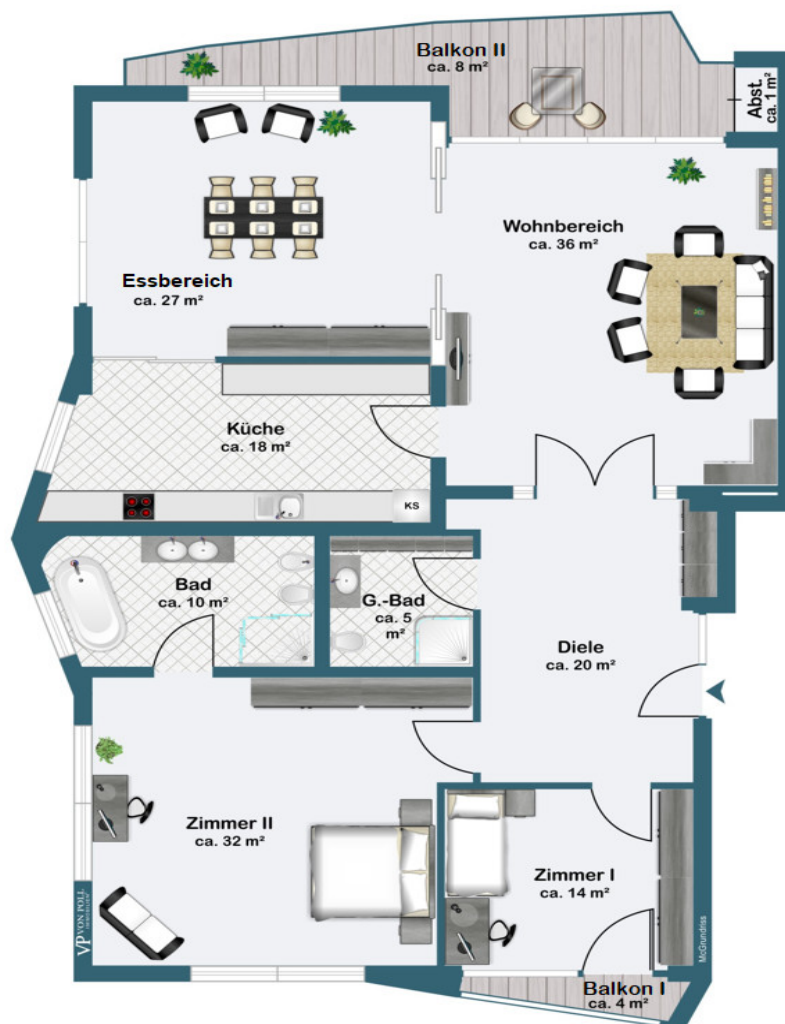 Balkon II
ca. 8 m²
Abst.
ca. 1 m²
Wohnbereich
ca. 36 m²
Essbereich
ca. 27 m²
Küche
ca. 18 m²
KS
Bad
ca. 10 m²
G.-Bad
ca. 5
m²
Diele
ca. 20 m²
Zimmer II
ca. 32 m²
Zimmer I
ca. 14 m²
VP VON POLL
IMMOBILIEN
McGrundriss
Balkon I
ca. 4 m²